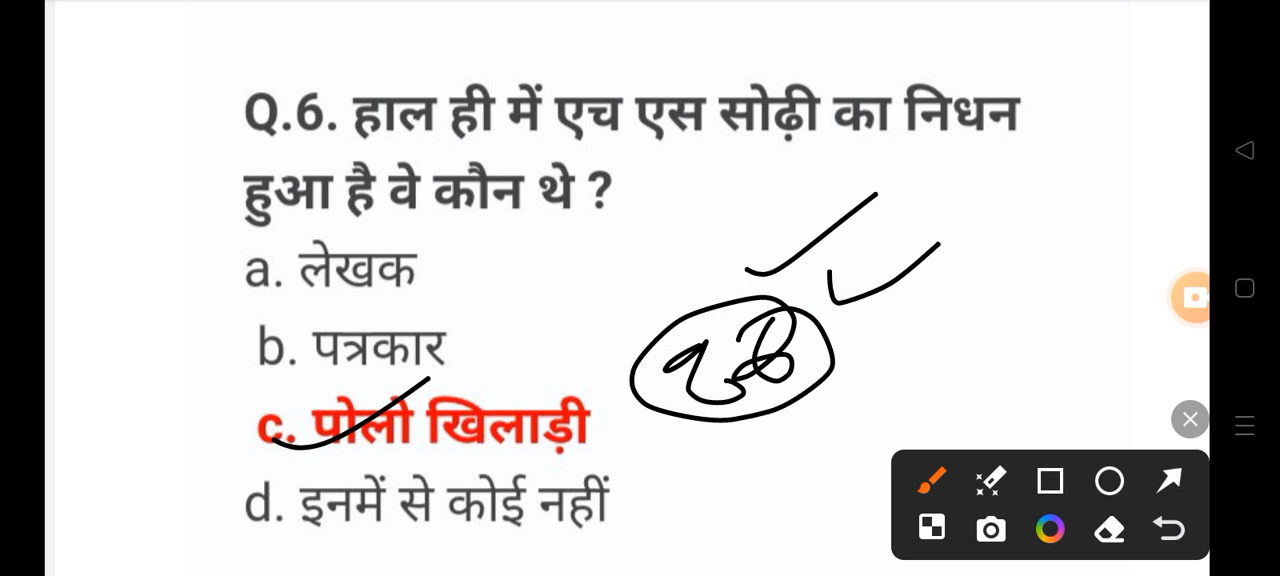 Q.6. हाल ही में एच एस सोढ़ी का निधन
हुआ है वे कौन थे ?
a. लेखक
b. पत्रकार
c. पोलो खिलाड़ी
d. इनमें से कोई नहीं